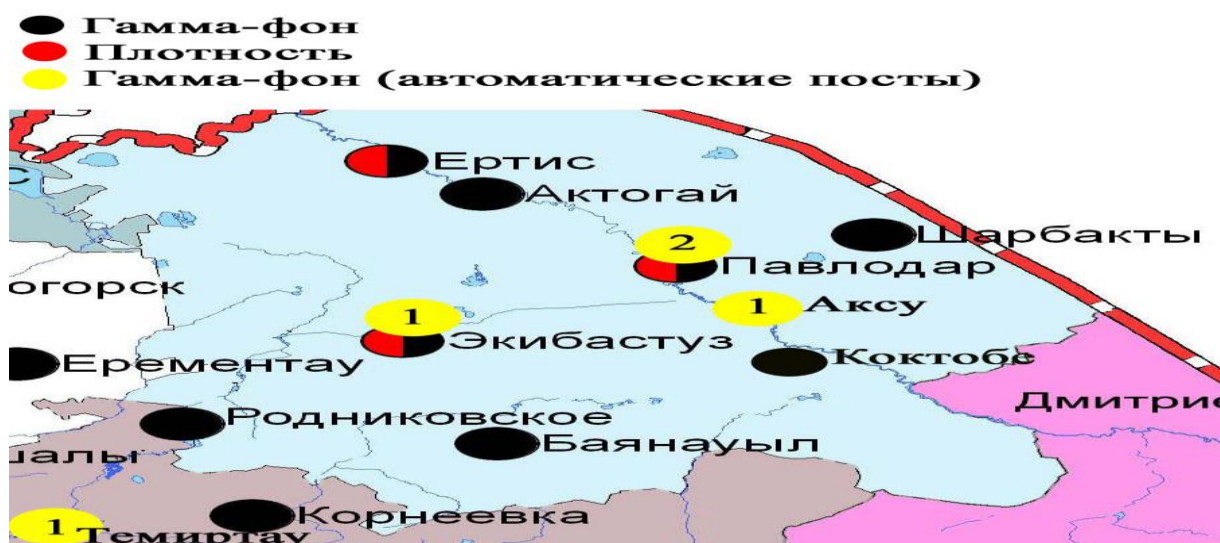 Гамма-фон
Плотность
Гамма-фон (автоматические посты)
Ертис
с
Актогай
2
Шарбакты
Павлодар
огорск
1
1 Аксу
Экибастуз
Коктобе
Ерементау
Дмитрие
Родниковское
Баянауыл
шалы
Корнеевка
1 Темиртау